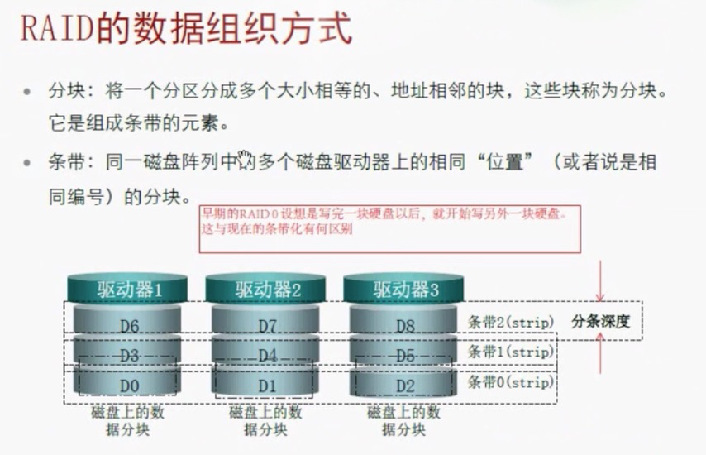 RAID的数据组织方式
分块：将一个分区分成多个大小相等的、地址相邻的块，这些块称为分块。
它是组成条带的元素。
条带：同一磁盘阵列中的多个磁盘驱动器上的相同“位置”（或者说是相
同编号）的分块。
早期的RAID0设想是写完一块硬盘以后，就开始写另外一块硬盘。
这与现在的条带化有何区别
驱动器1 驱动器2 驱动器3
D6 D7 D8 条带2(strip) 分条深度
D3 D4 D5 条带1(strip)
D0 D1 D2 条带0(strip)
磁盘上的数 磁盘上的数 磁盘上的数
据分块 据分块 据分块